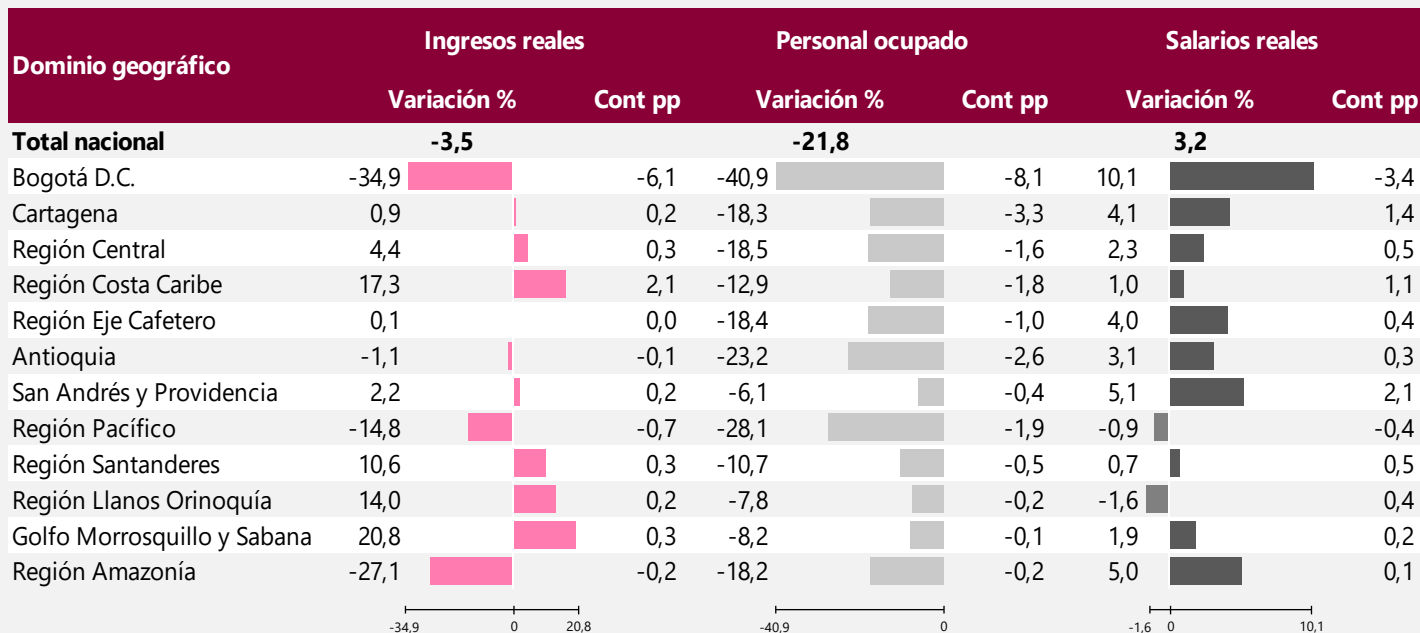 Dominio geográfico Ingresos reales Personal ocupado Salarios reales
Variación % Cont pp Variación % Cont pp Variación % Cont pp
Total nacional -3,5 -21,8 3,2
Bogotá D.C. -34,9 -6,1 -40,9 -8,1 10,1 -3,4
Cartagena 0,9 0,2 -18,3 -3,3 4,1 1,4
Región Central 4,4 0,3 -18,5 -1,6 2,3 0,5
Región Costa Caribe 17,3 2,1 -12,9 -1,8 1,0 1,1
Región Eje Cafetero 0,1 0,0 -18,4 -1,0 4,0 0,4
Antioquia -1,1 -0,1 -23,2 -2,6 3,1 0,3
San Andrés y Providencia 2,2 0,2 -6,1 -0,4 5,1 2,1
Región Pacífico -14,8 -0,7 -28,1 -1,9 -0,9 -0,4
Región Santanderes 10,6 0,3 -10,7 -0,5 0,7 0,5
Región Llanos Orinoquía 14,0 0,2 -7,8 -0,2 -1,6 0,4
Golfo Morrosquillo y Sabana 20,8 0,3 -8,2 -0,1 1,9 0,2
Región Amazonía -27,1 -0,2 -18,2 -0,2 5,0 0,1
-34,9 0 20,8 -40,9 0 -1,6 0 10,1